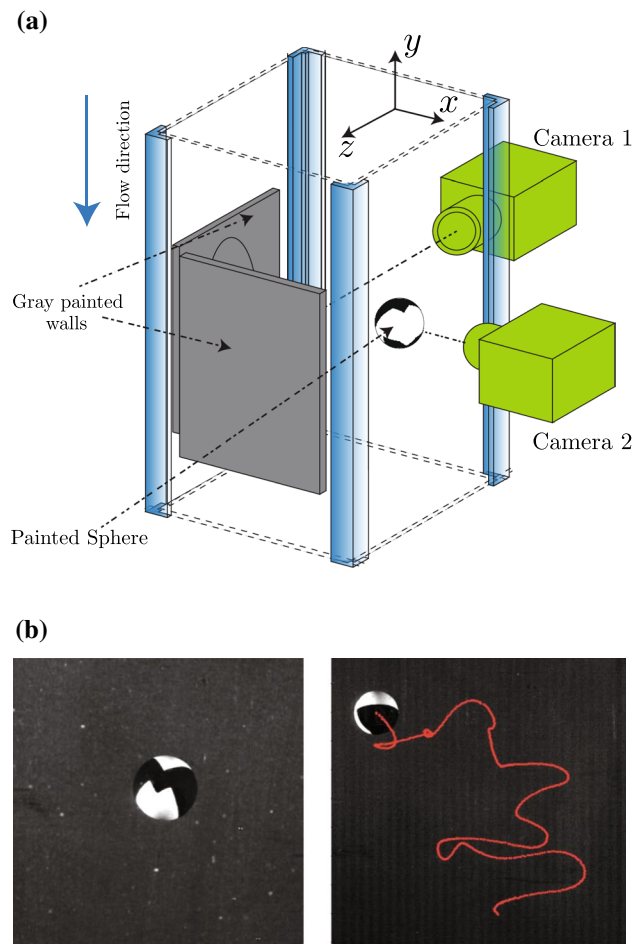 (a)
y
x
z
Flow direction
Camera 1
Gray painted
walls
Camera 2
Painted Sphere
(b)